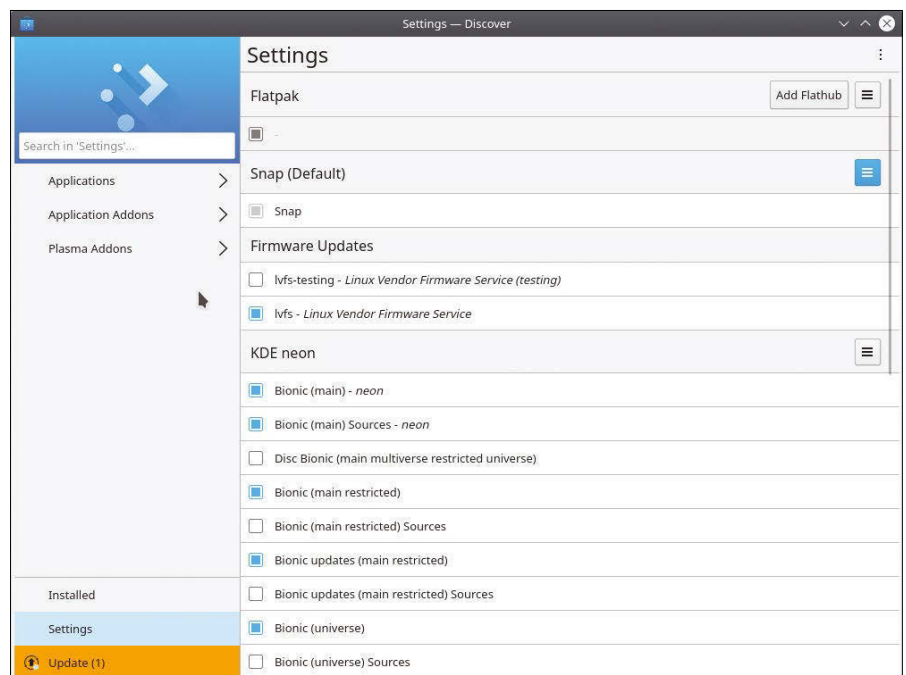 Settings — Discover
Settings
Search in 'Settings'...
Applications
Application Addons
Plasma Addons
Installed
Settings
Update (1)
Flatpak
Add Flathub
-
Snap (Default)
Snap
Firmware Updates
lvfs-testing - Linux Vendor Firmware Service (testing)
lvfs - Linux Vendor Firmware Service
KDE neon
Bionic (main) - neon
Bionic (main) Sources - neon
Disc Bionic (main multiverse restricted universe)
Bionic (main restricted)
Bionic (main restricted) Sources
Bionic updates (main restricted)
Bionic updates (main restricted) Sources
Bionic (universe)
Bionic (universe) Sources